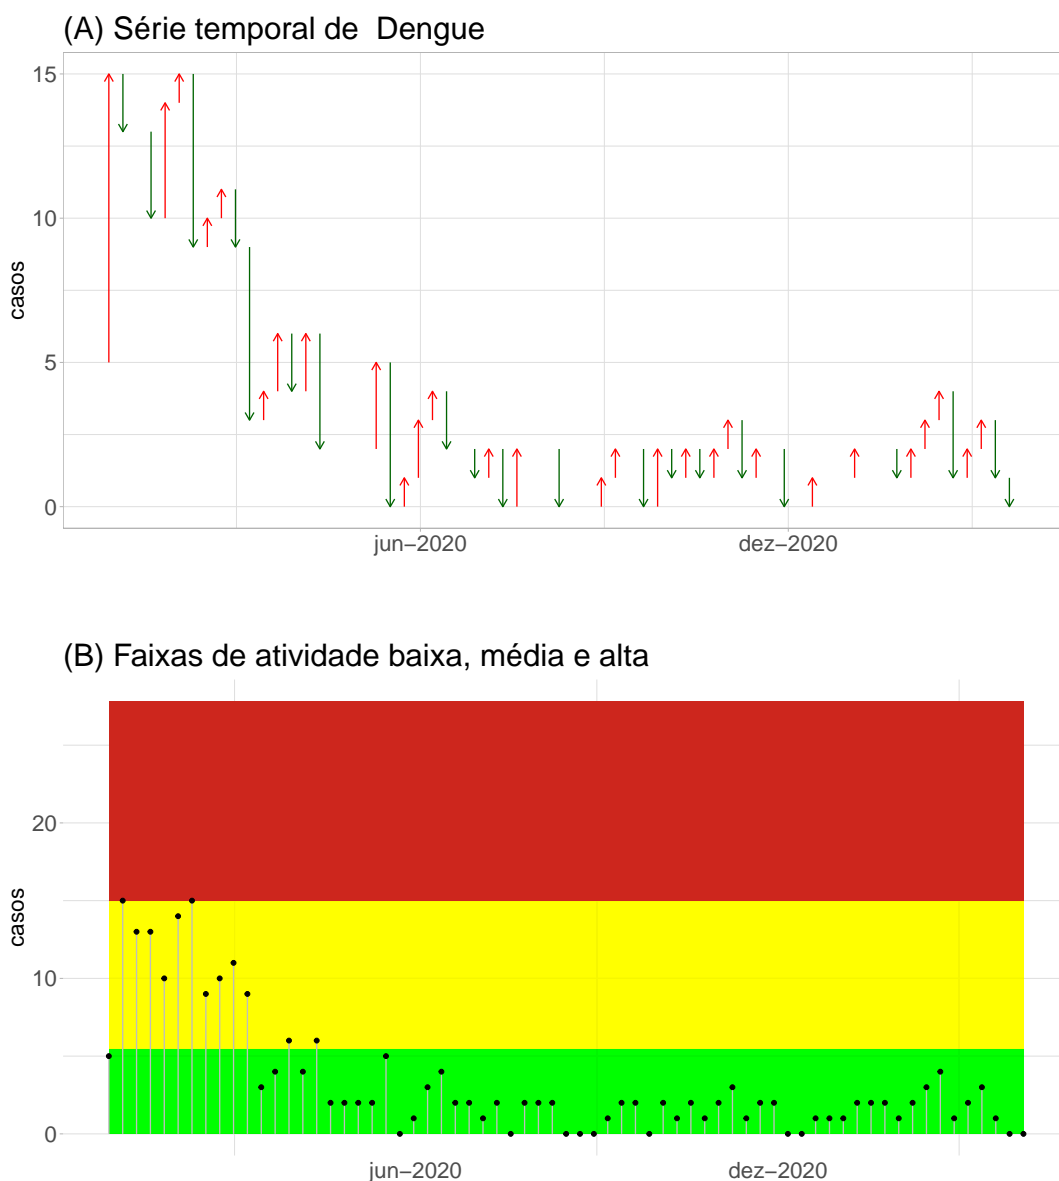 (A) Série temporal de  Dengue
15
10
5
0
casos
jun−2020
dez−2020
(B) Faixas de atividade baixa, média e alta
20
10
0
casos
jun−2020
dez−2020